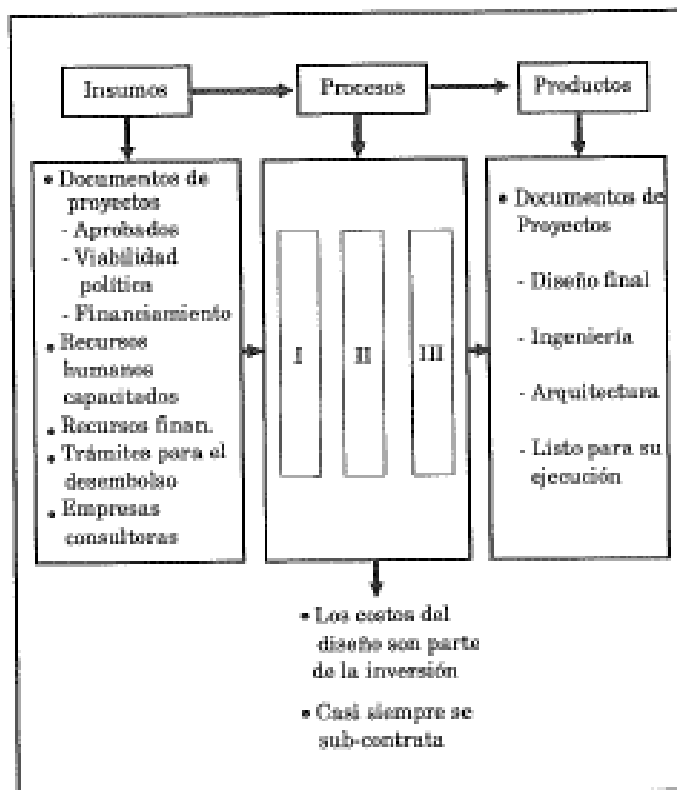 Insumos
Procesos
Productos
• Documentos de
proyectos
- Aprobados
- Viabilidad
política
- Financiamiento
• Recursos
humanos
capacitados
• Recursos finan.
• Trámites para el
desembolso
• Empresas
consultoras
I
II
III
• Documentos de
Proyectos
- Diseño final
- Ingeniería
- Arquitectura
- Listo para su
ejecución
• Los costos del
diseño son parte
de la inversión
• Casi siempre se
sub-contrata